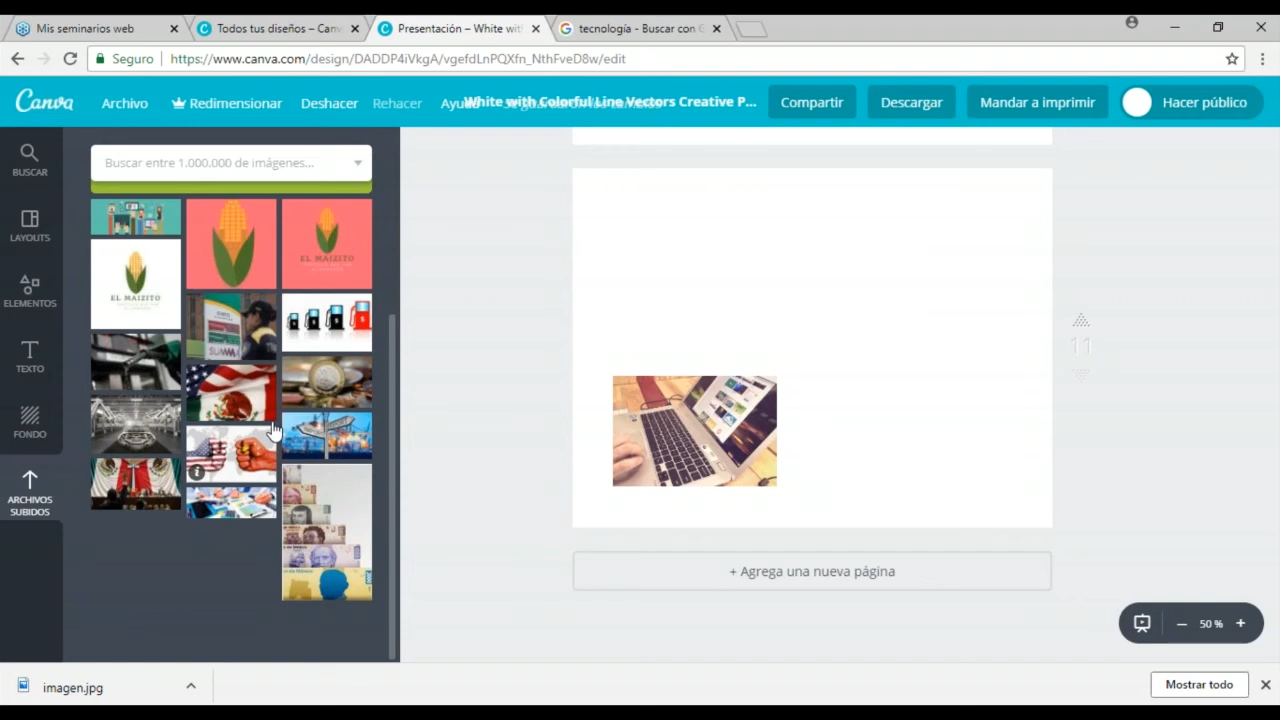 Mis seminarios web
Todos tus diseños – Canv
Presentación – White wit
tecnología - Buscar con G
Seguro
https://www.canva.com/design/DADDP4iVkgA/vgefdLnPQXfn_NthFveD8w/edit
Canva
Archivo
Redimensionar
Deshacer
Rehacer
Ayu
White with Colorful Line Vectors Creative P...
Compartir
Descargar
Mandar a imprimir
Hacer público
BUSCAR
LAYOUTS
ELEMENTOS
TEXTO
FONDO
ARCHIVOS
SUBIDOS
Buscar entre 1.000.000 de imágenes...
EL MAIZITO
EL MAIZITO
SUMMA
11
+ Agrega una nueva página
50 %
imagen.jpg
Mostrar todo